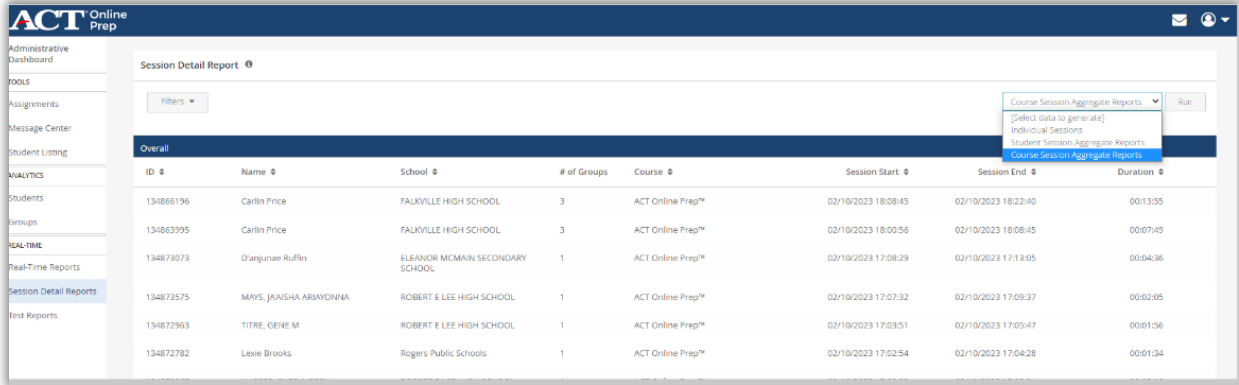 ACT Online Prep
Administrative Dashboard
Session Detail Report
TOOLS
Filters
Course Session Aggregate Reports Run
Assignments
[Select data to generate]
Individual Sessions
Message Center
Student Session Aggregate Reports
Course Session Aggregate Reports
Student Listing
Overall
ANALYTICS
ID Name School # of Groups Course Session Start Session End Duration
Students
134866196 Carlin Price FALKVILLE HIGH SCHOOL 3 ACT Online Prep™ 02/10/2023 18:08:45 02/10/2023 18:22:40 00:13:55
Groups
134863995 Carlin Price FALKVILLE HIGH SCHOOL 3 ACT Online Prep™ 02/10/2023 18:00:56 02/10/2023 18:08:45 00:07:49
REAL-TIME
Real-Time Reports
134873073 D'anjunae Ruffin ELEANOR MCMAIN SECONDARY SCHOOL 1 ACT Online Prep™ 02/10/2023 17:08:29 02/10/2023 17:13:05 00:04:36
Session Detail Reports
134873575 MAYS, JA'AISHA ARIAYONNA ROBERT E LEE HIGH SCHOOL 1 ACT Online Prep™ 02/10/2023 17:07:32 02/10/2023 17:09:37 00:02:05
Test Reports
134872963 TITRE, GENE M ROBERT E LEE HIGH SCHOOL 1 ACT Online Prep™ 02/10/2023 17:03:51 02/10/2023 17:05:47 00:01:56
134872782 Lexie Brooks Rogers Public Schools 1 ACT Online Prep™ 02/10/2023 17:02:54 02/10/2023 17:04:28 00:01:34